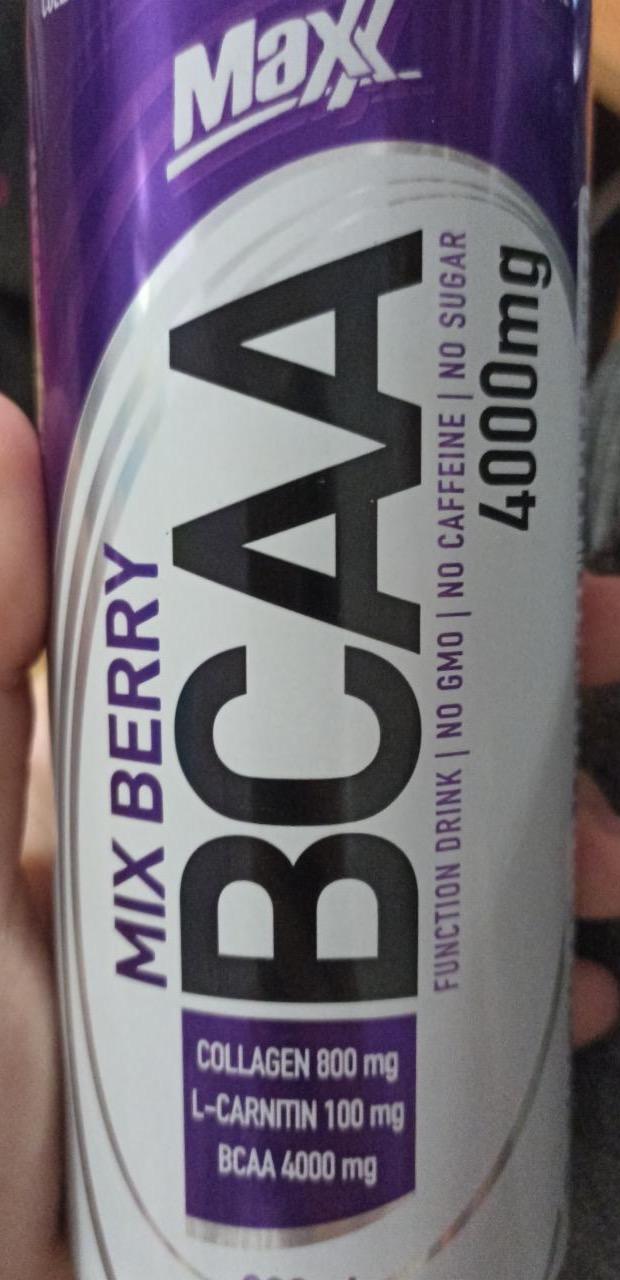 Maxx
MIX BERRY
BCAA
FUNCTION DRINK | NO GMO | NO CAFFEINE | NO SUGAR
4000mg
COLLAGEN 800 mg
L-CARNITIN 100 mg
BCAA 4000 mg